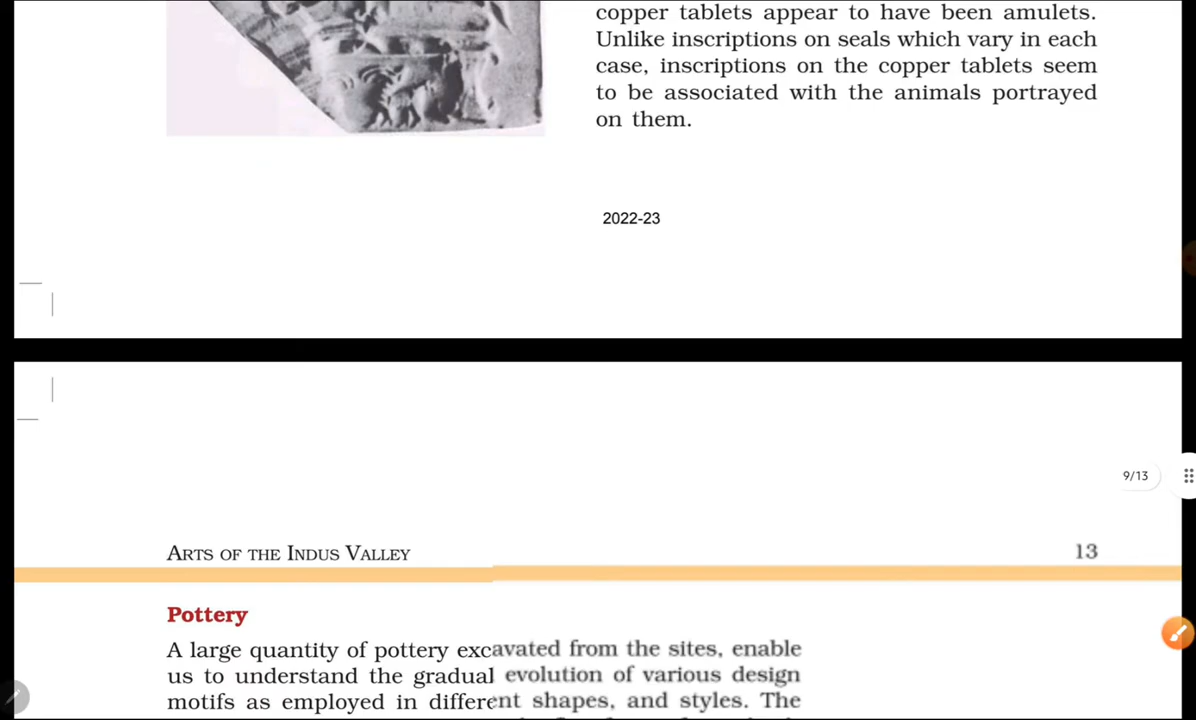 copper tablets appear to have been amulets.
Unlike inscriptions on seals which vary in each
case, inscriptions on the copper tablets seem
to be associated with the animals portrayed
on them.
2022-23
9/13
ARTS OF THE INDUS VALLEY
13
Pottery
A large quantity of pottery excavated from the sites, enable
us to understand the gradual evolution of various design
motifs as employed in different shapes, and styles. The